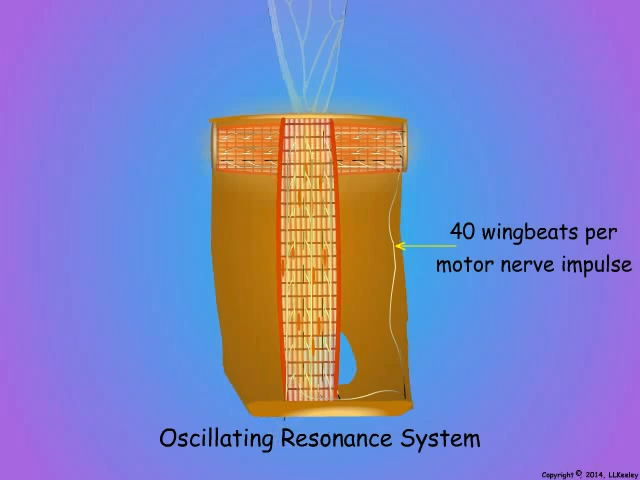 40 wingbeats per
motor nerve impulse
Oscillating Resonance System
Copyright ©, 2014, LLKeeley